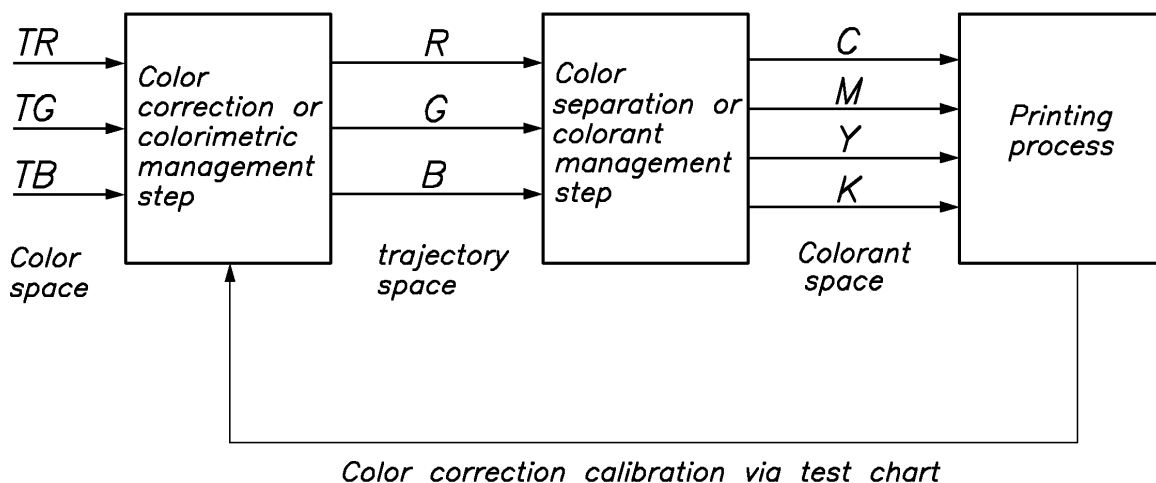 TR
TG
TB
Color
space
Color
correction or
colorimetric
management
step
R
G
B
trajectory
space
Color
separation or
colorant
management
step
C
M
Y
K
Colorant
space
Printing
process
Color correction calibration via test chart